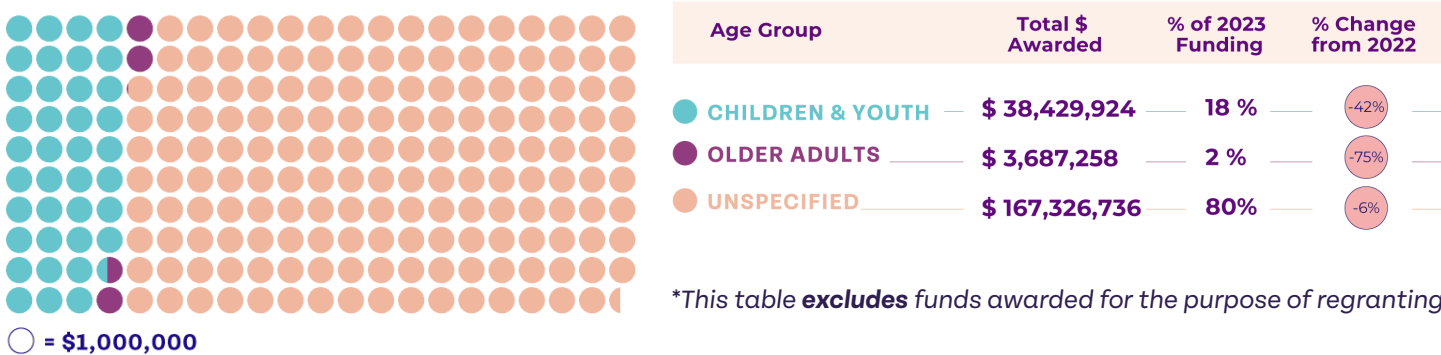 Age Group
Total $
Awarded
% of 2023
Funding
% Change
from 2022
CHILDREN & YOUTH $ 38,429,924 18 % -42%
OLDER ADULTS $ 3,687,258 2 % -75%
UNSPECIFIED $ 167,326,736 80% -6%
*This table excludes funds awarded for the purpose of regranting
= $1,000,000